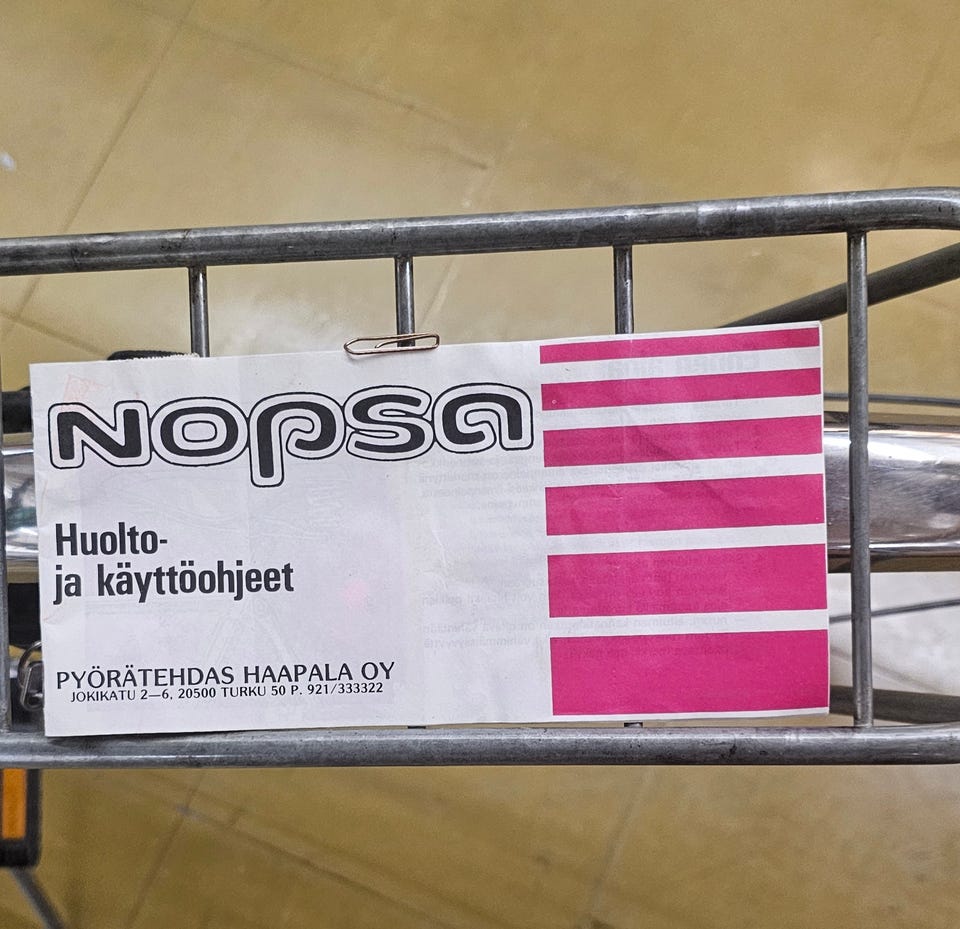 NOPSA
Huolto-
ja käyttöohjeet
PYÖRÄTEHDAS HAAPALA OY
JOKIKATU 2—6, 20500 TURKU 50 P. 921/333322